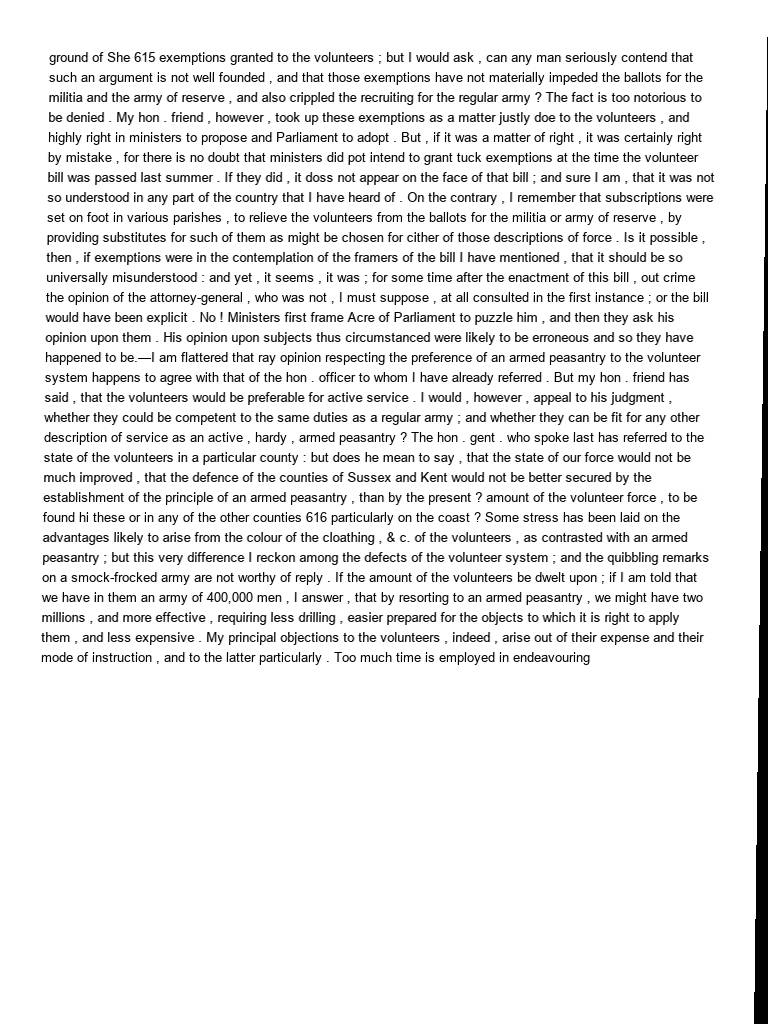 ground of She 615 exemptions granted to the volunteers ; but I would ask , can any man seriously contend that
such an argument is not well founded , and that those exemptions have not materially impeded the ballots for the
militia and the army of reserve , and also crippled the recruiting for the regular army ? The fact is too notorious to
be denied . My hon . friend , however , took up these exemptions as a matter justly doe to the volunteers , and
highly right in ministers to propose and Parliament to adopt . But , if it was a matter of right , it was certainly right
by mistake , for there is no doubt that ministers did pot intend to grant tuck exemptions at the time the volunteer
bill was passed last summer . If they did , it doss not appear on the face of that bill ; and sure I am , that it was not
so understood in any part of the country that I have heard of . On the contrary , I remember that subscriptions were
set on foot in various parishes , to relieve the volunteers from the ballots for the militia or army of reserve , by
providing substitutes for such of them as might be chosen for cither of those descriptions of force . Is it possible ,
then , if exemptions were in the contemplation of the framers of the bill I have mentioned , that it should be so
universally misunderstood : and yet , it seems , it was ; for some time after the enactment of this bill , out crime
the opinion of the attorney-general , who was not , I must suppose , at all consulted in the first instance ; or the bill
would have been explicit . No ! Ministers first frame Acre of Parliament to puzzle him , and then they ask his
opinion upon them . His opinion upon subjects thus circumstanced were likely to be erroneous and so they have
happened to be.—I am flattered that ray opinion respecting the preference of an armed peasantry to the volunteer
system happens to agree with that of the hon . officer to whom I have already referred . But my hon . friend has
said , that the volunteers would be preferable for active service . I would , however , appeal to his judgment ,
whether they could be competent to the same duties as a regular army ; and whether they can be fit for any other
description of service as an active , hardy , armed peasantry ? The hon . gent . who spoke last has referred to the
state of the volunteers in a particular county : but does he mean to say , that the state of our force would not be
much improved , that the defence of the counties of Sussex and Kent would not be better secured by the
establishment of the principle of an armed peasantry , than by the present ? amount of the volunteer force , to be
found hi these or in any of the other counties 616 particularly on the coast ? Some stress has been laid on the
advantages likely to arise from the colour of the cloathing , & c. of the volunteers , as contrasted with an armed
peasantry ; but this very difference I reckon among the defects of the volunteer system ; and the quibbling remarks
on a smock-frocked army are not worthy of reply . If the amount of the volunteers be dwelt upon ; if I am told that
we have in them an army of 400,000 men , I answer , that by resorting to an armed peasantry , we might have two
millions , and more effective , requiring less drilling , easier prepared for the objects to which it is right to apply
them , and less expensive . My principal objections to the volunteers , indeed , arise out of their expense and their
mode of instruction , and to the latter particularly . Too much time is employed in endeavouring